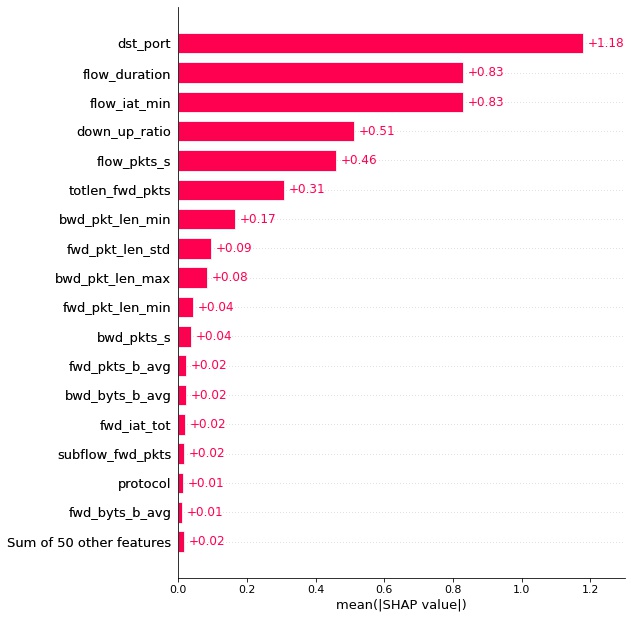 dst_port +1.18
flow_duration +0.83
flow_iat_min +0.83
down_up_ratio +0.51
flow_pkts_s +0.46
totlen_fwd_pkts +0.31
bwd_pkt_len_min +0.17
fwd_pkt_len_std +0.09
bwd_pkt_len_max +0.08
fwd_pkt_len_min +0.04
bwd_pkts_s +0.04
fwd_pkts_b_avg +0.02
bwd_byts_b_avg +0.02
fwd_iat_tot +0.02
subflow_fwd_pkts +0.02
protocol +0.01
fwd_byts_b_avg +0.01
Sum of 50 other features +0.02
0.0 0.2 0.4 0.6 0.8 1.0 1.2
mean(|SHAP value|)